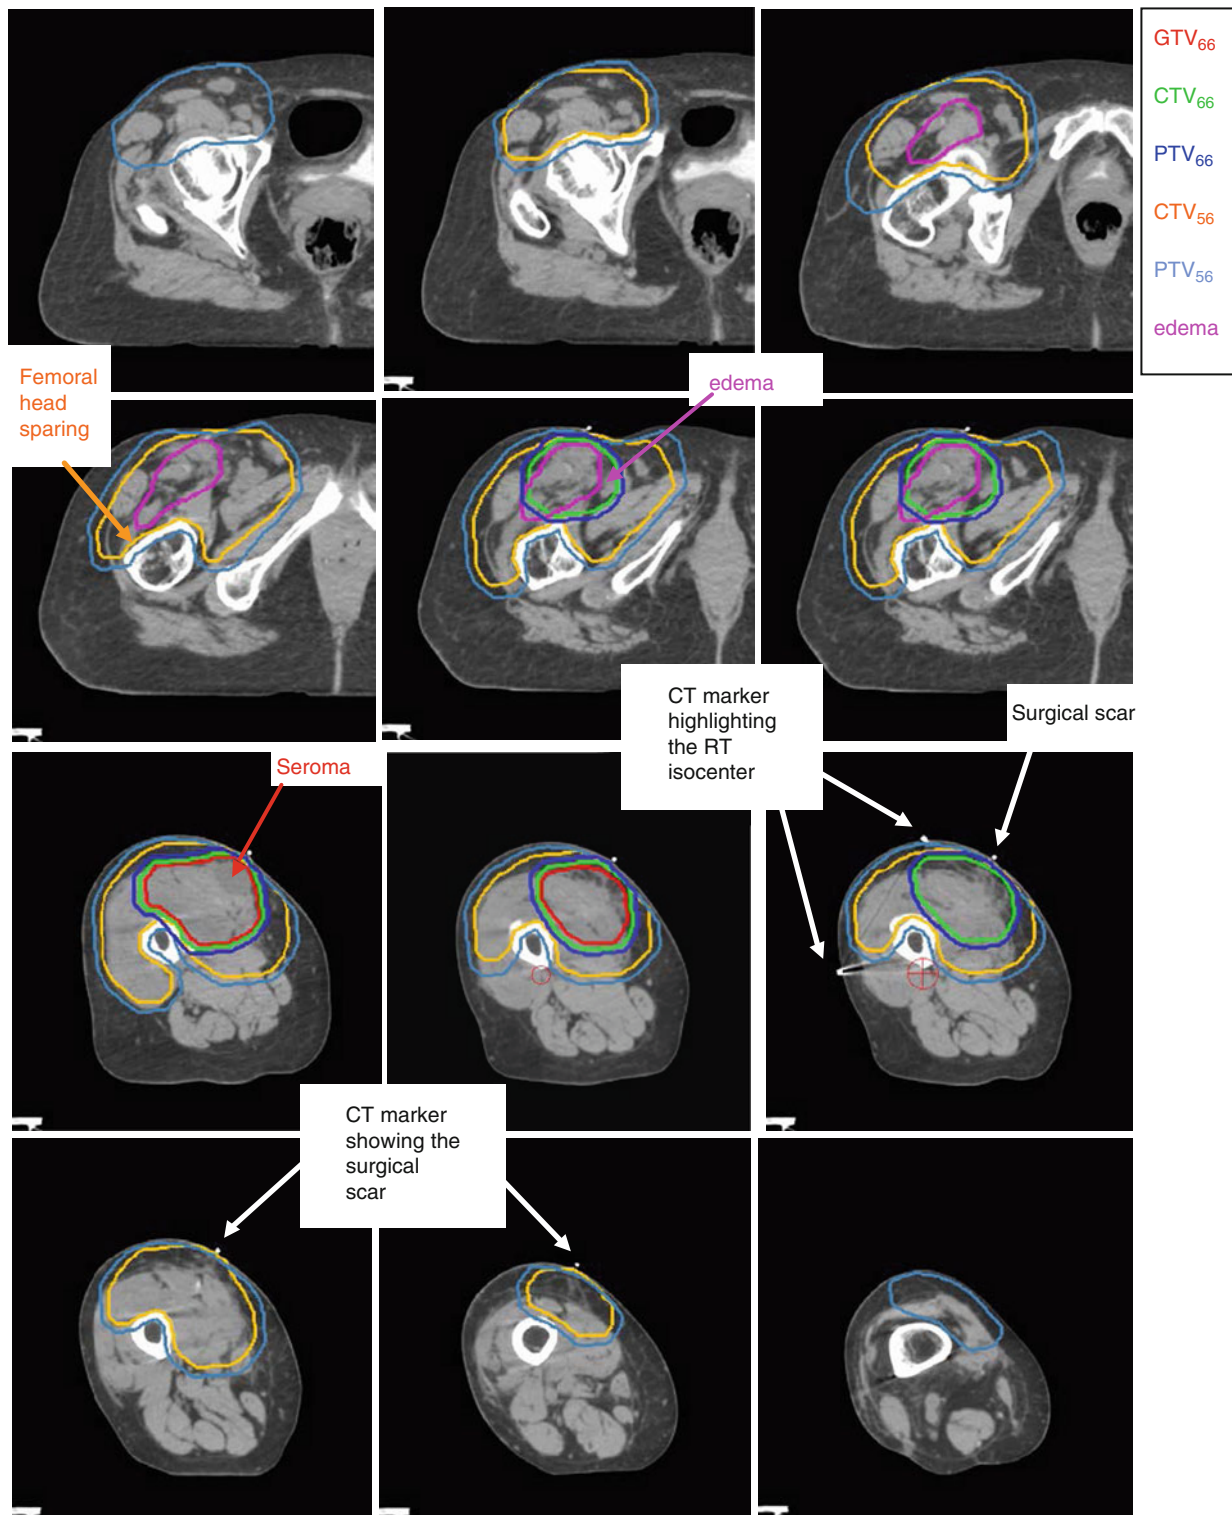 GTV66
CTV66
PTV66
CTV56
PTV56
edema
Femoral
head
sparing
edema
CT marker
highlighting
the RT
isocenter
Surgical scar
Seroma
CT marker
showing the
surgical
scar